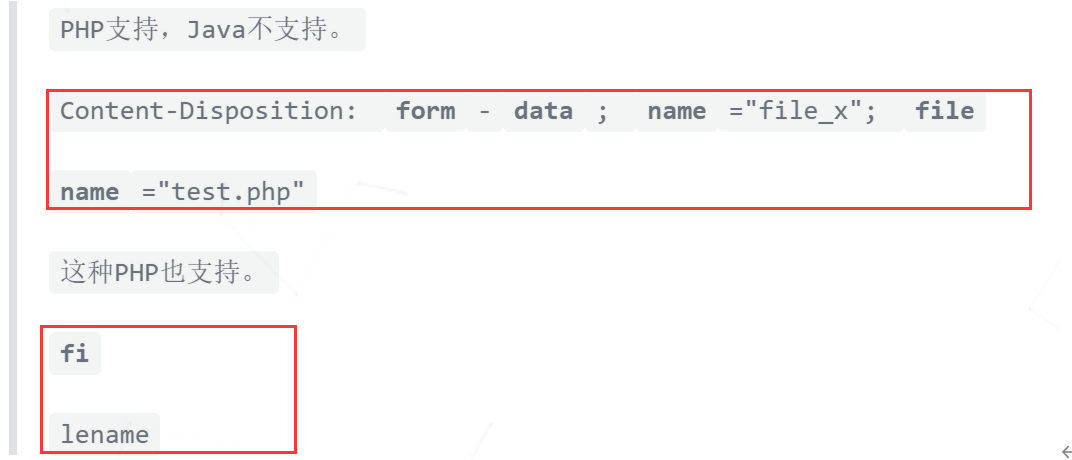 PHP支持，Java不支持。
Content-Disposition: form - data ; name ="file_x"; file
name ="test.php"
这种PHP也支持。
fi
lename